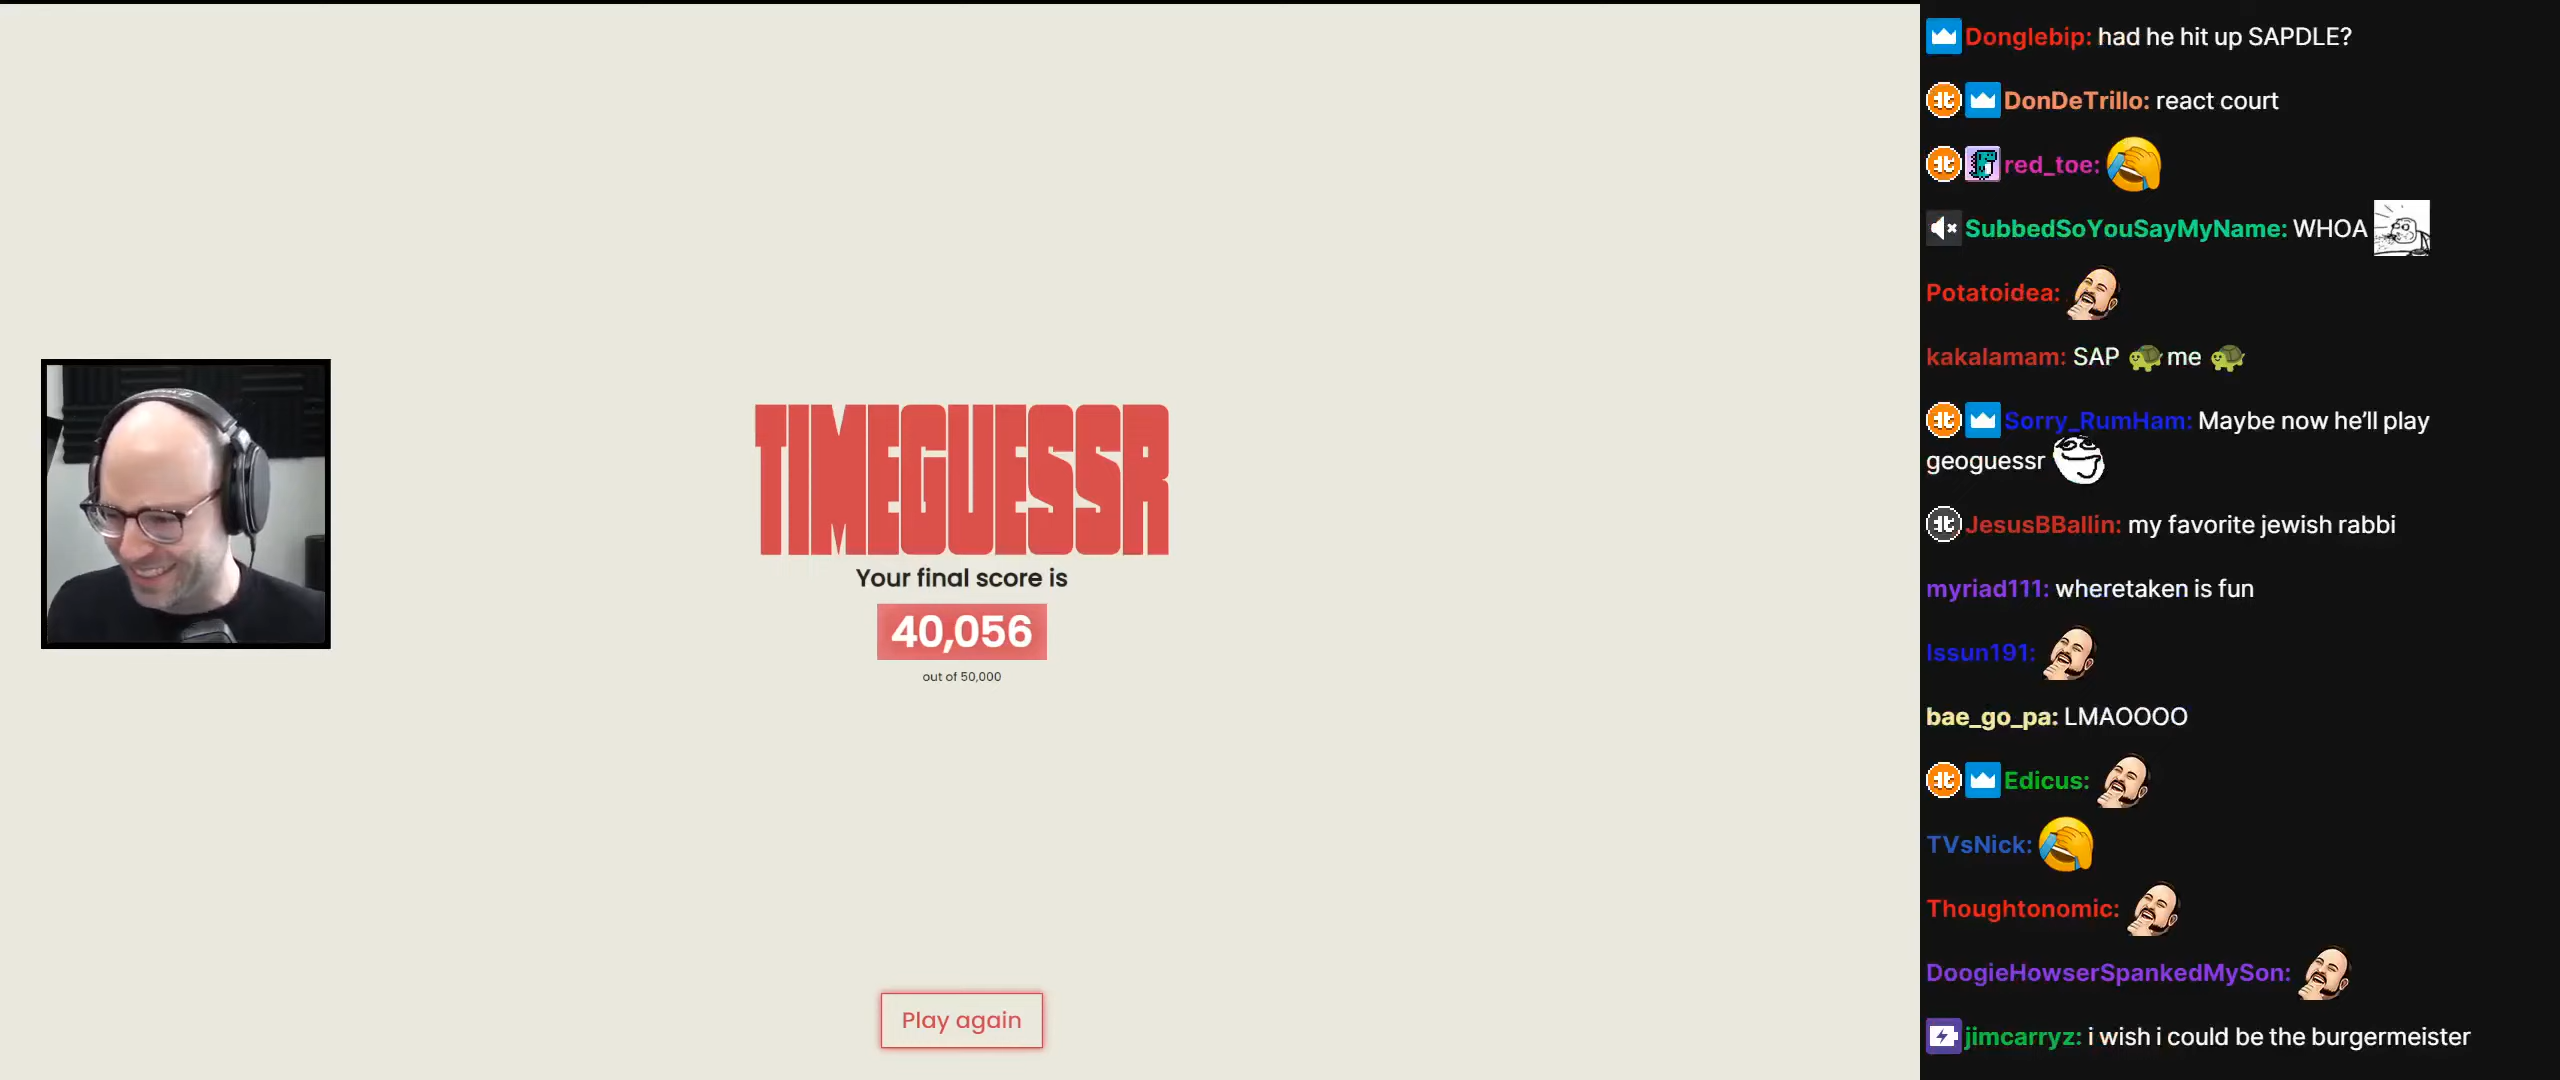 TIMEGUESSR
Your final score is
40,056
out of 50,000
Play again
Donglebip: had he hit up SAPDLE?
DonDeTrillo: react court
red_toe:
SubbedSoYouSayMyName: WHOA
Potatoidea:
kakalamam: SAP 🐢 me 🐢
Sorry_RumHam: Maybe now he’ll play
geoguessr
JesusBBallin: my favorite jewish rabbi
myriad111: wheretaken is fun
Issun191:
bae_go_pa: LMAOOOO
Edicus:
TVsNick:
Thoughtonomic:
DoogieHowserSpankedMySon:
jimcarryz: i wish i could be the burgermeister